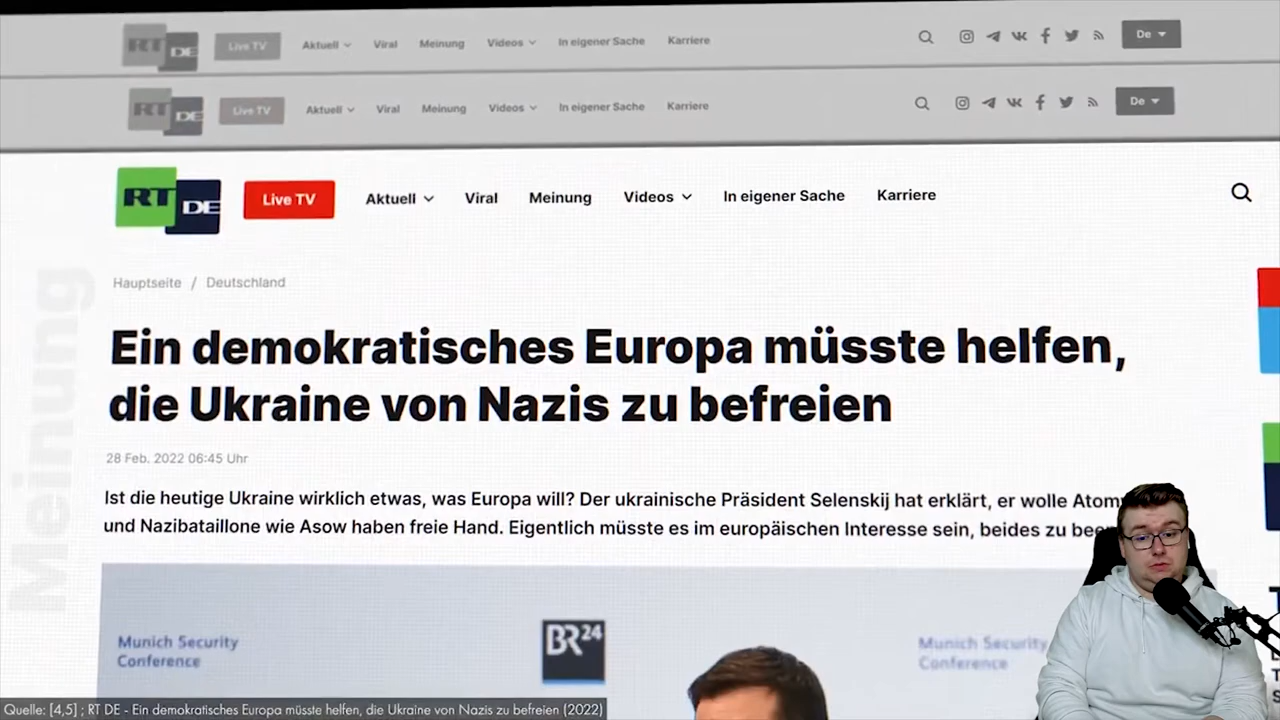 RT DE Live TV Aktuell Viral Meinung Videos In eigener Sache Karriere De
RT DE Live TV Aktuell Viral Meinung Videos In eigener Sache Karriere De
RT DE Live TV Aktuell Viral Meinung Videos In eigener Sache Karriere
Hauptseite / Deutschland
Meinung
Ein demokratisches Europa müsste helfen,
die Ukraine von Nazis zu befreien
28 Feb. 2022 06:45 Uhr
Ist die heutige Ukraine wirklich etwas, was Europa will? Der ukrainische Präsident Selenskij hat erklärt, er wolle
und Nazibataillone wie Asow haben freie Hand. Eigentlich müsste es im europäischen Interesse sein, beides zu
Munich Security
Conference
BR24
Munich Security
Conference
Quelle: [4,5] ; RT DE - Ein demokratisches Europa müsste helfen, die Ukraine von Nazis zu befreien (2022)